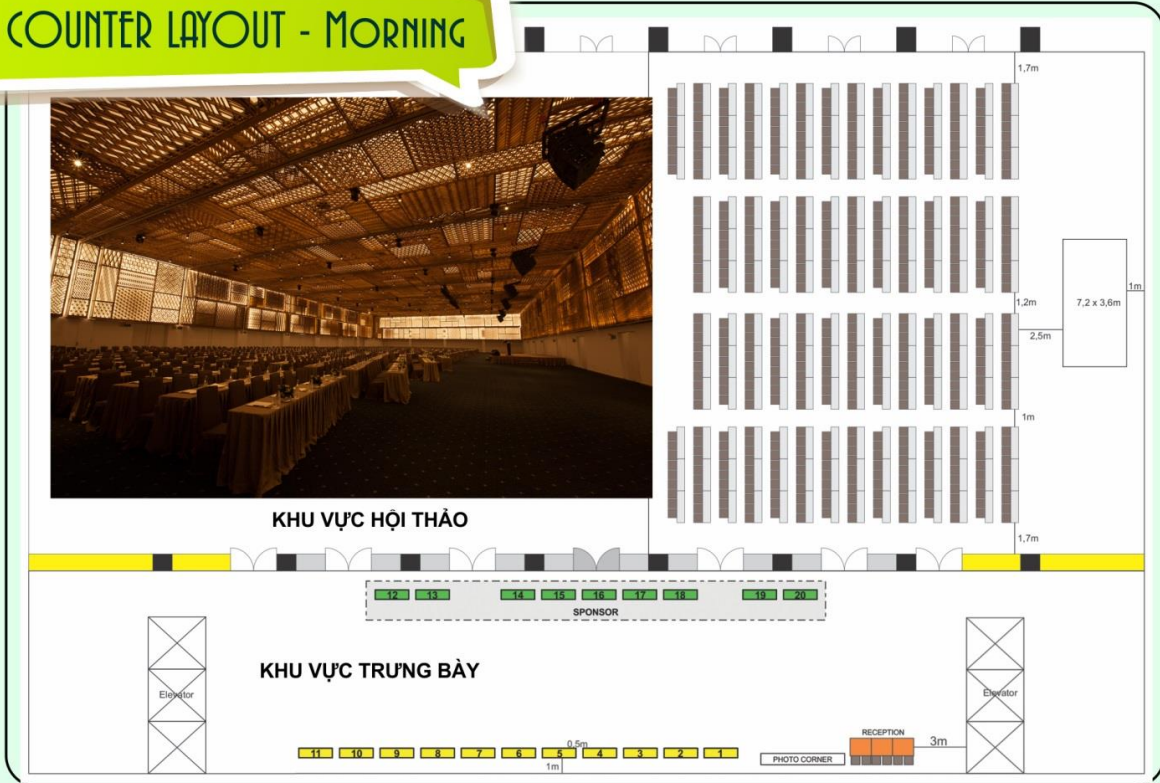 COUNTER LAYOUT - MORNING
1,7m
1m
7,2 x 3,6m
1,2m
2,5m
1m
KHU VỰC HỘI THẢO
1,7m
12 13 14 15 16 17 18 19 20
SPONSOR
KHU VỰC TRƯNG BÀY
Elevator
Elevator
RECEPTION
3m
0,5m
11 10 9 8 7 6 5 4 3 2 1
PHOTO CORNER
1m